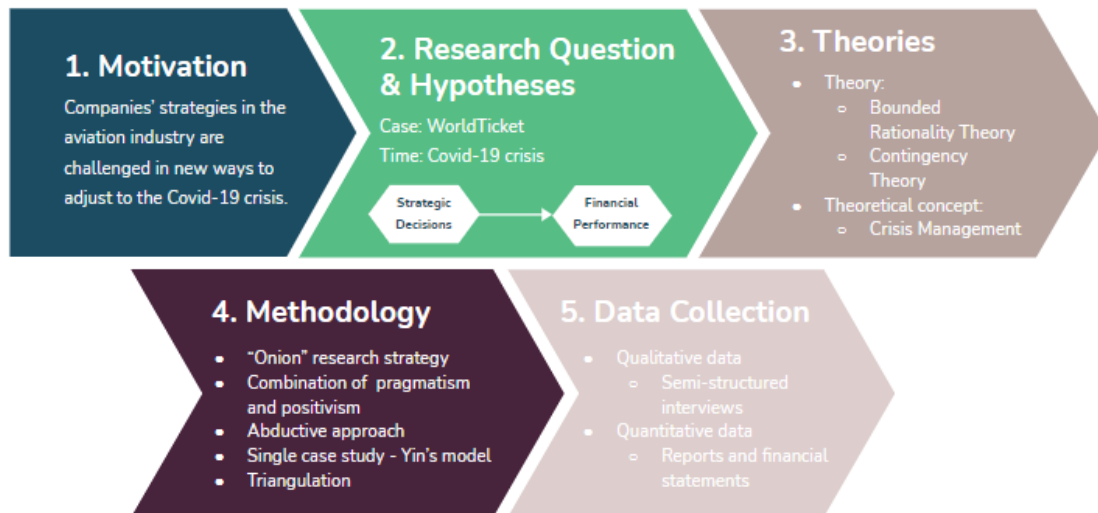 1. Motivation
Companies' strategies in the
aviation industry are
challenged in new ways to
adjust to the Covid-19 crisis.
2. Research Question
& Hypotheses
Case: WorldTicket
Time: Covid-19 crisis
Strategic
Decisions
Financial
Performance
3. Theories
● Theory:
○ Bounded
Rationality Theory
○ Contingency
Theory
● Theoretical concept:
○ Crisis Management
4. Methodology
● "Onion" research strategy
● Combination of pragmatism
and positivism
● Abductive approach
● Single case study - Yin's model
● Triangulation
5. Data Collection
● Qualitative data
○ Semi-structured
interviews
● Quantitative data
○ Reports and financial
statements